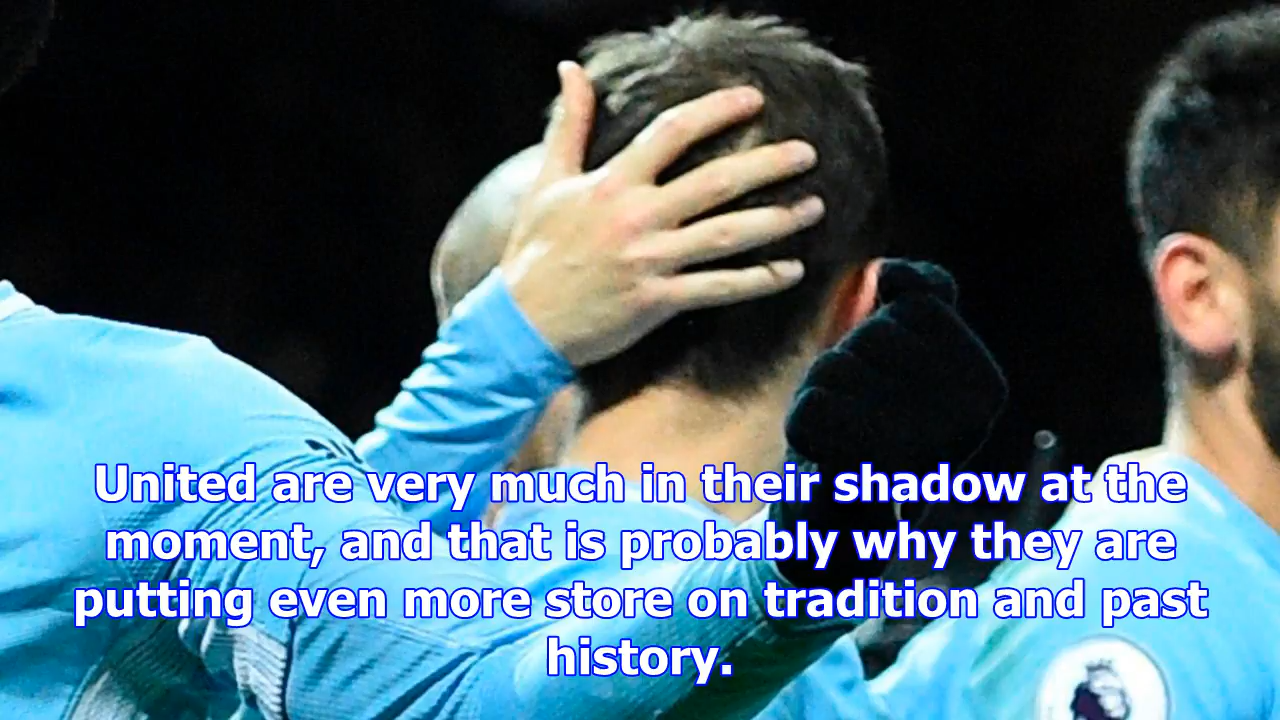 United are very much in their shadow at the
moment, and that is probably why they are
putting even more store on tradition and past
history.